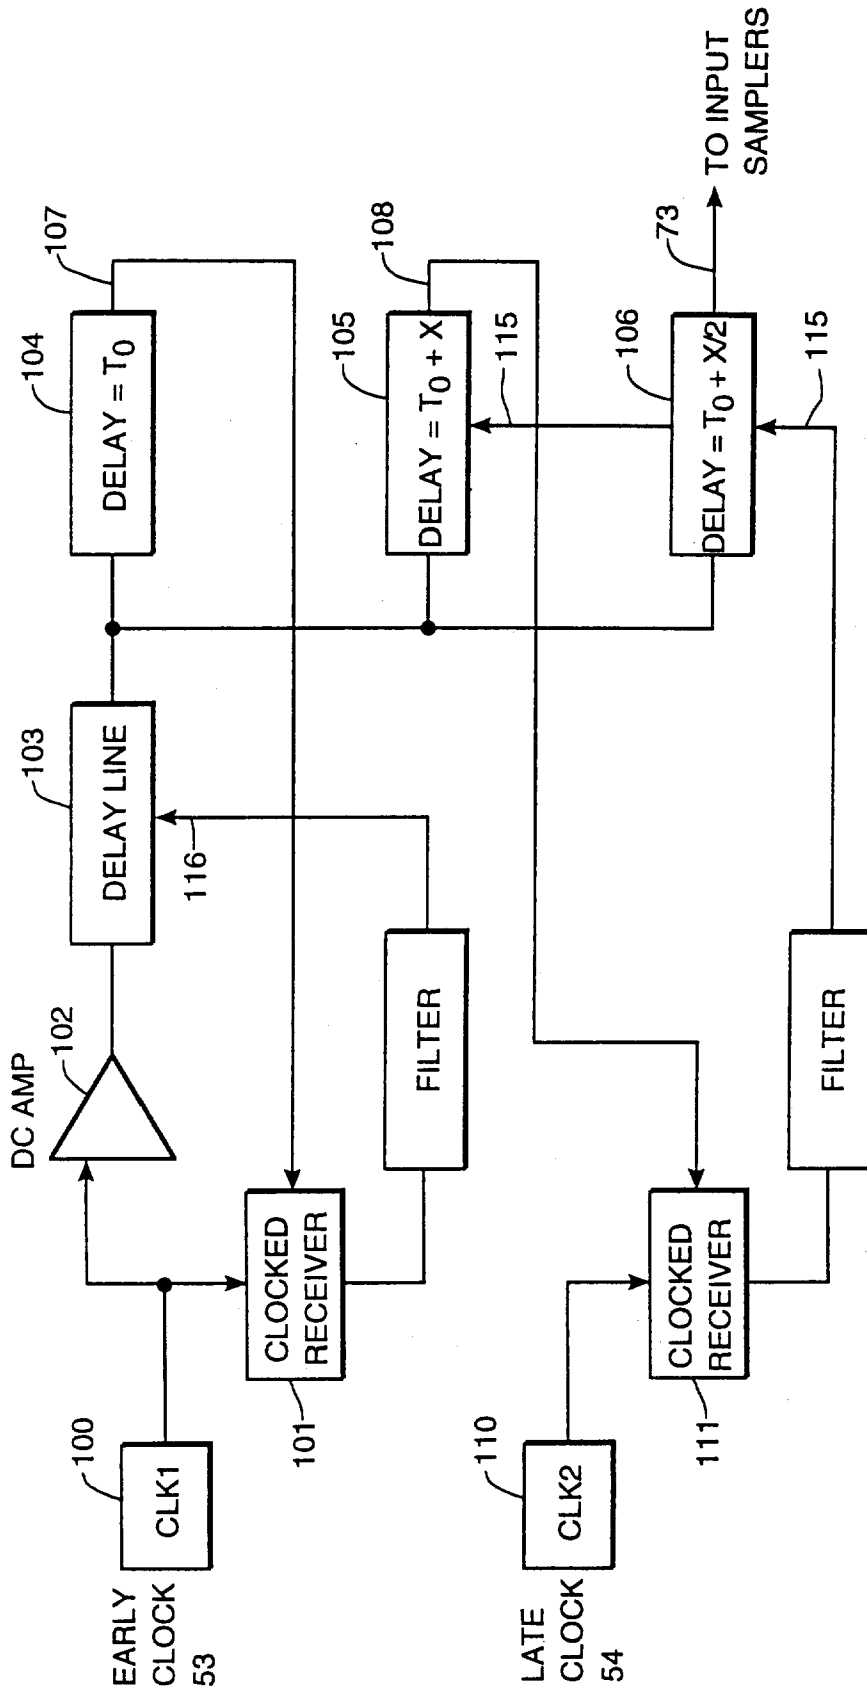 EARLY
CLOCK
53
CLK1
100
DC AMP
102
DELAY LINE
103
DELAY = T0
104
107
CLOCKED
RECEIVER
101
FILTER
116
DELAY = T0 + X
105
108
115
LATE
CLOCK
54
CLK2
110
CLOCKED
RECEIVER
111
FILTER
DELAY = T0 + X/2
106
115
73
TO INPUT
SAMPLERS